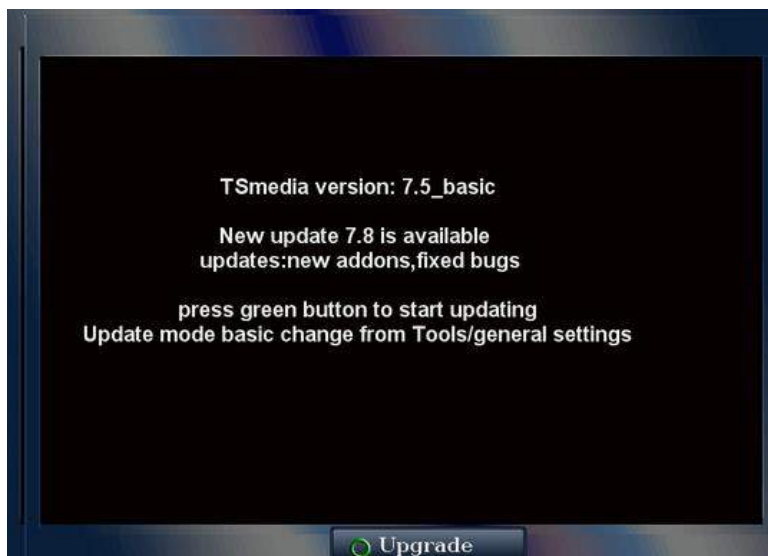 TSmedia version: 7.5_basic
New update 7.8 is available
updates:new addons,fixed bugs
press green button to start updating
Update mode basic change from Tools/general settings
Upgrade